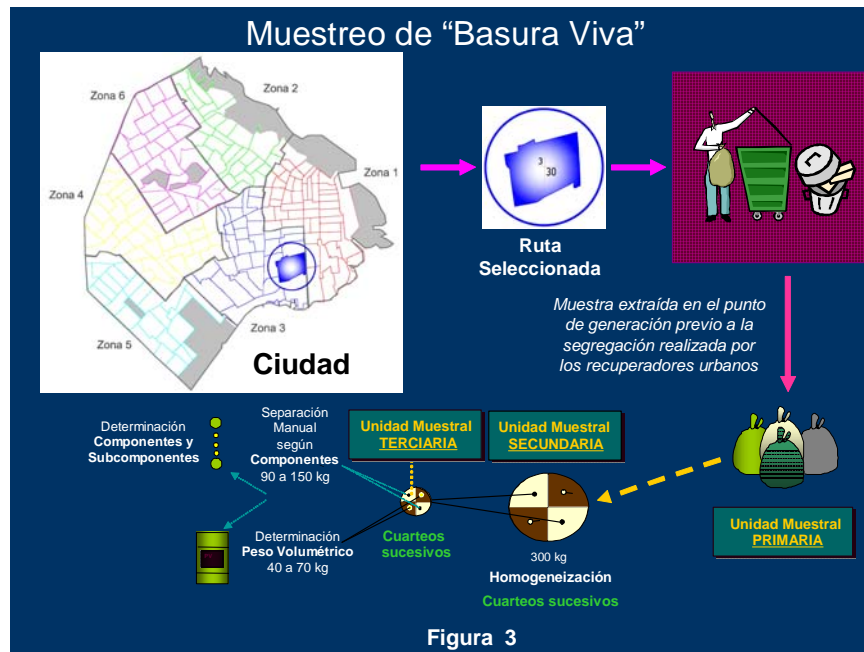 Muestreo de “Basura Viva”
Zona 6
Zona 2
Zona 1
Zona 4
Zona 3
Zona 5
Ciudad
3
30
Ruta
Seleccionada
Muestra extraída en el punto
de generación previo a la
segregación realizada por
los recuperadores urbanos
Determinación
Componentes y
Subcomponentes
Separación
Manual
según
Componentes
90 a 150 kg
Unidad Muestral
TERCIARIA
Unidad Muestral
SECUNDARIA
Unidad Muestral
PRIMARIA
Determinación
Peso Volumétrico
40 a 70 kg
Cuarteos
sucesivos
300 kg
Homogeneización
Cuarteos sucesivos
Figura 3